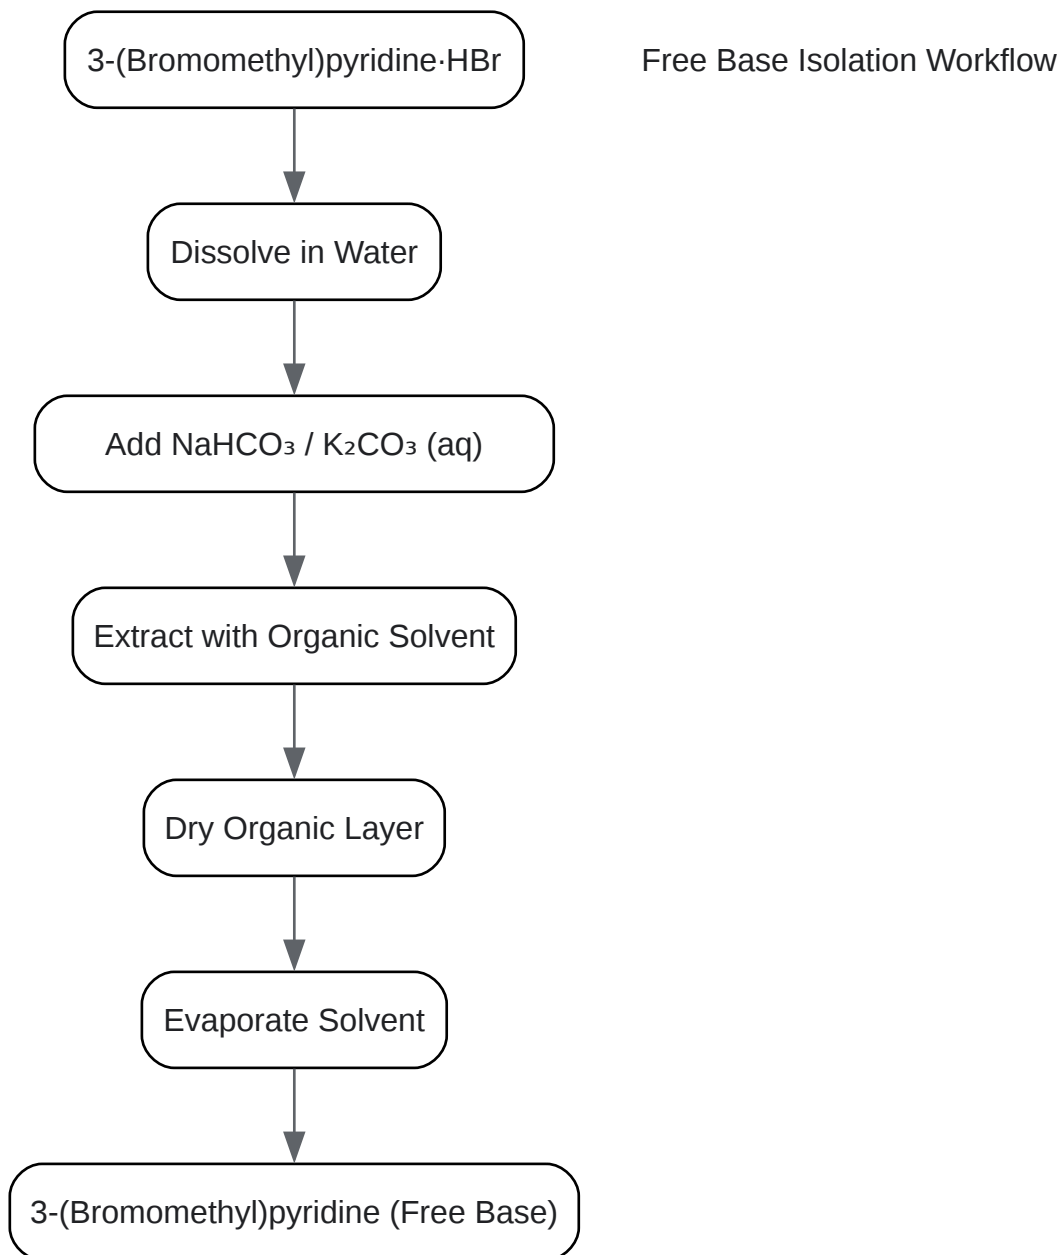 3-(Bromomethyl)pyridine·HBr
Free Base Isolation Workflow
Dissolve in Water
Add NaHCO₃ / K₂CO₃ (aq)
Extract with Organic Solvent
Dry Organic Layer
Evaporate Solvent
3-(Bromomethyl)pyridine (Free Base)